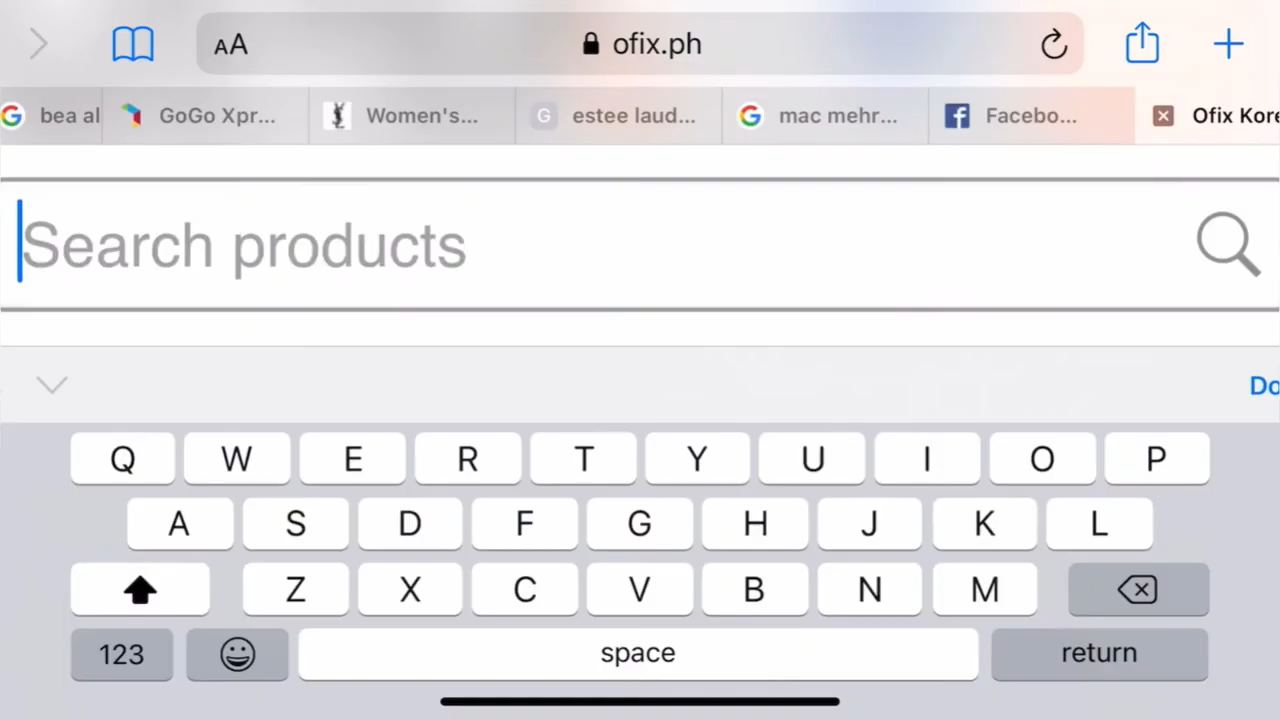 AA ofix.ph
bea al GoGo Xpr... Women's... G estee laud... mac mehr... Facebo... Ofix Kore
Search products
Do
Q W E R T Y U I O P
A S D F G H J K L
Z X C V B N M
123 space return